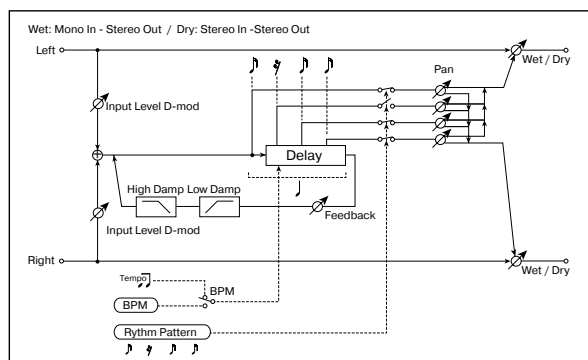 Wet: Mono In - Stereo Out / Dry: Stereo In -Stereo Out
Left
Wet / Dry
Pan
Input Level D-mod
Delay
High Damp Low Damp
Feedback
Input Level D-mod
Right
Wet / Dry
Tempo
BPM
BPM
Rythm Pattern